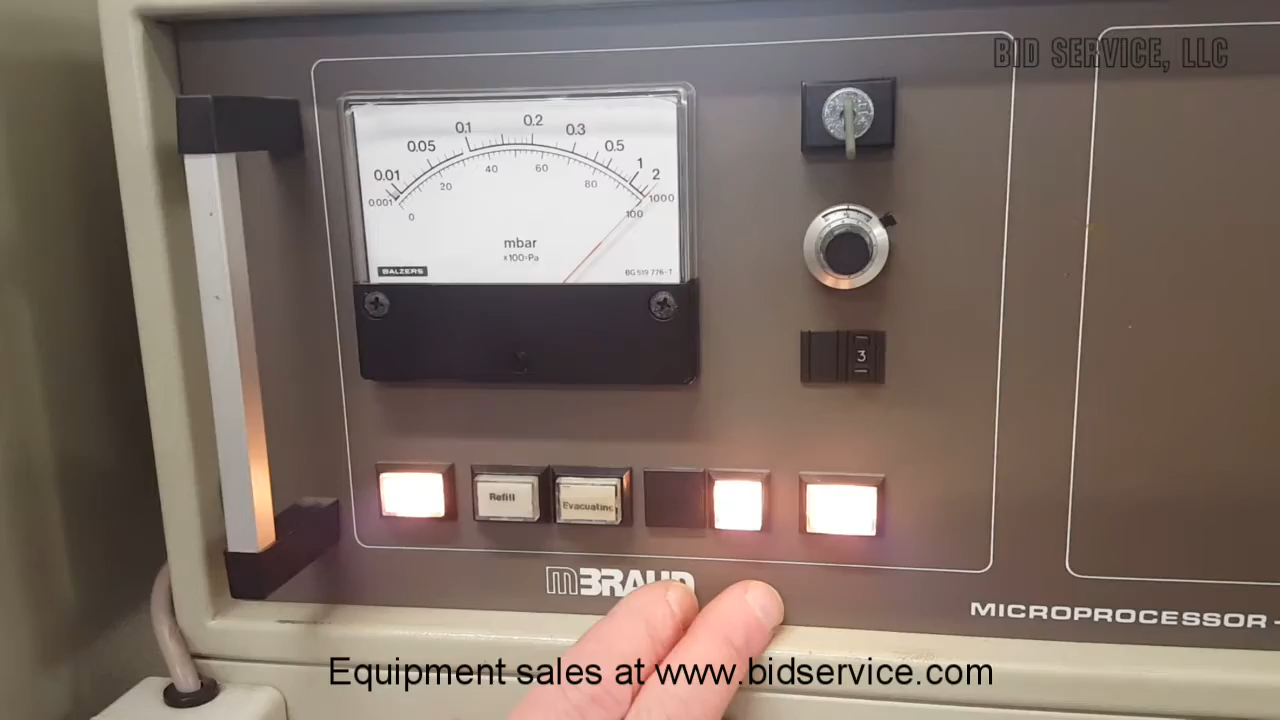 BID SERVICE, LLC
0.001 0.01 0.05 0.1 0.2 0.3 0.5 1 2 1000
0 20 40 60 80 100
mbar
x100=Pa
BALZERS
BG 519 776-T
3
Refill
Evacuating
MBRAUN
MICROPROCESSOR -
Equipment sales at www.bidservice.com